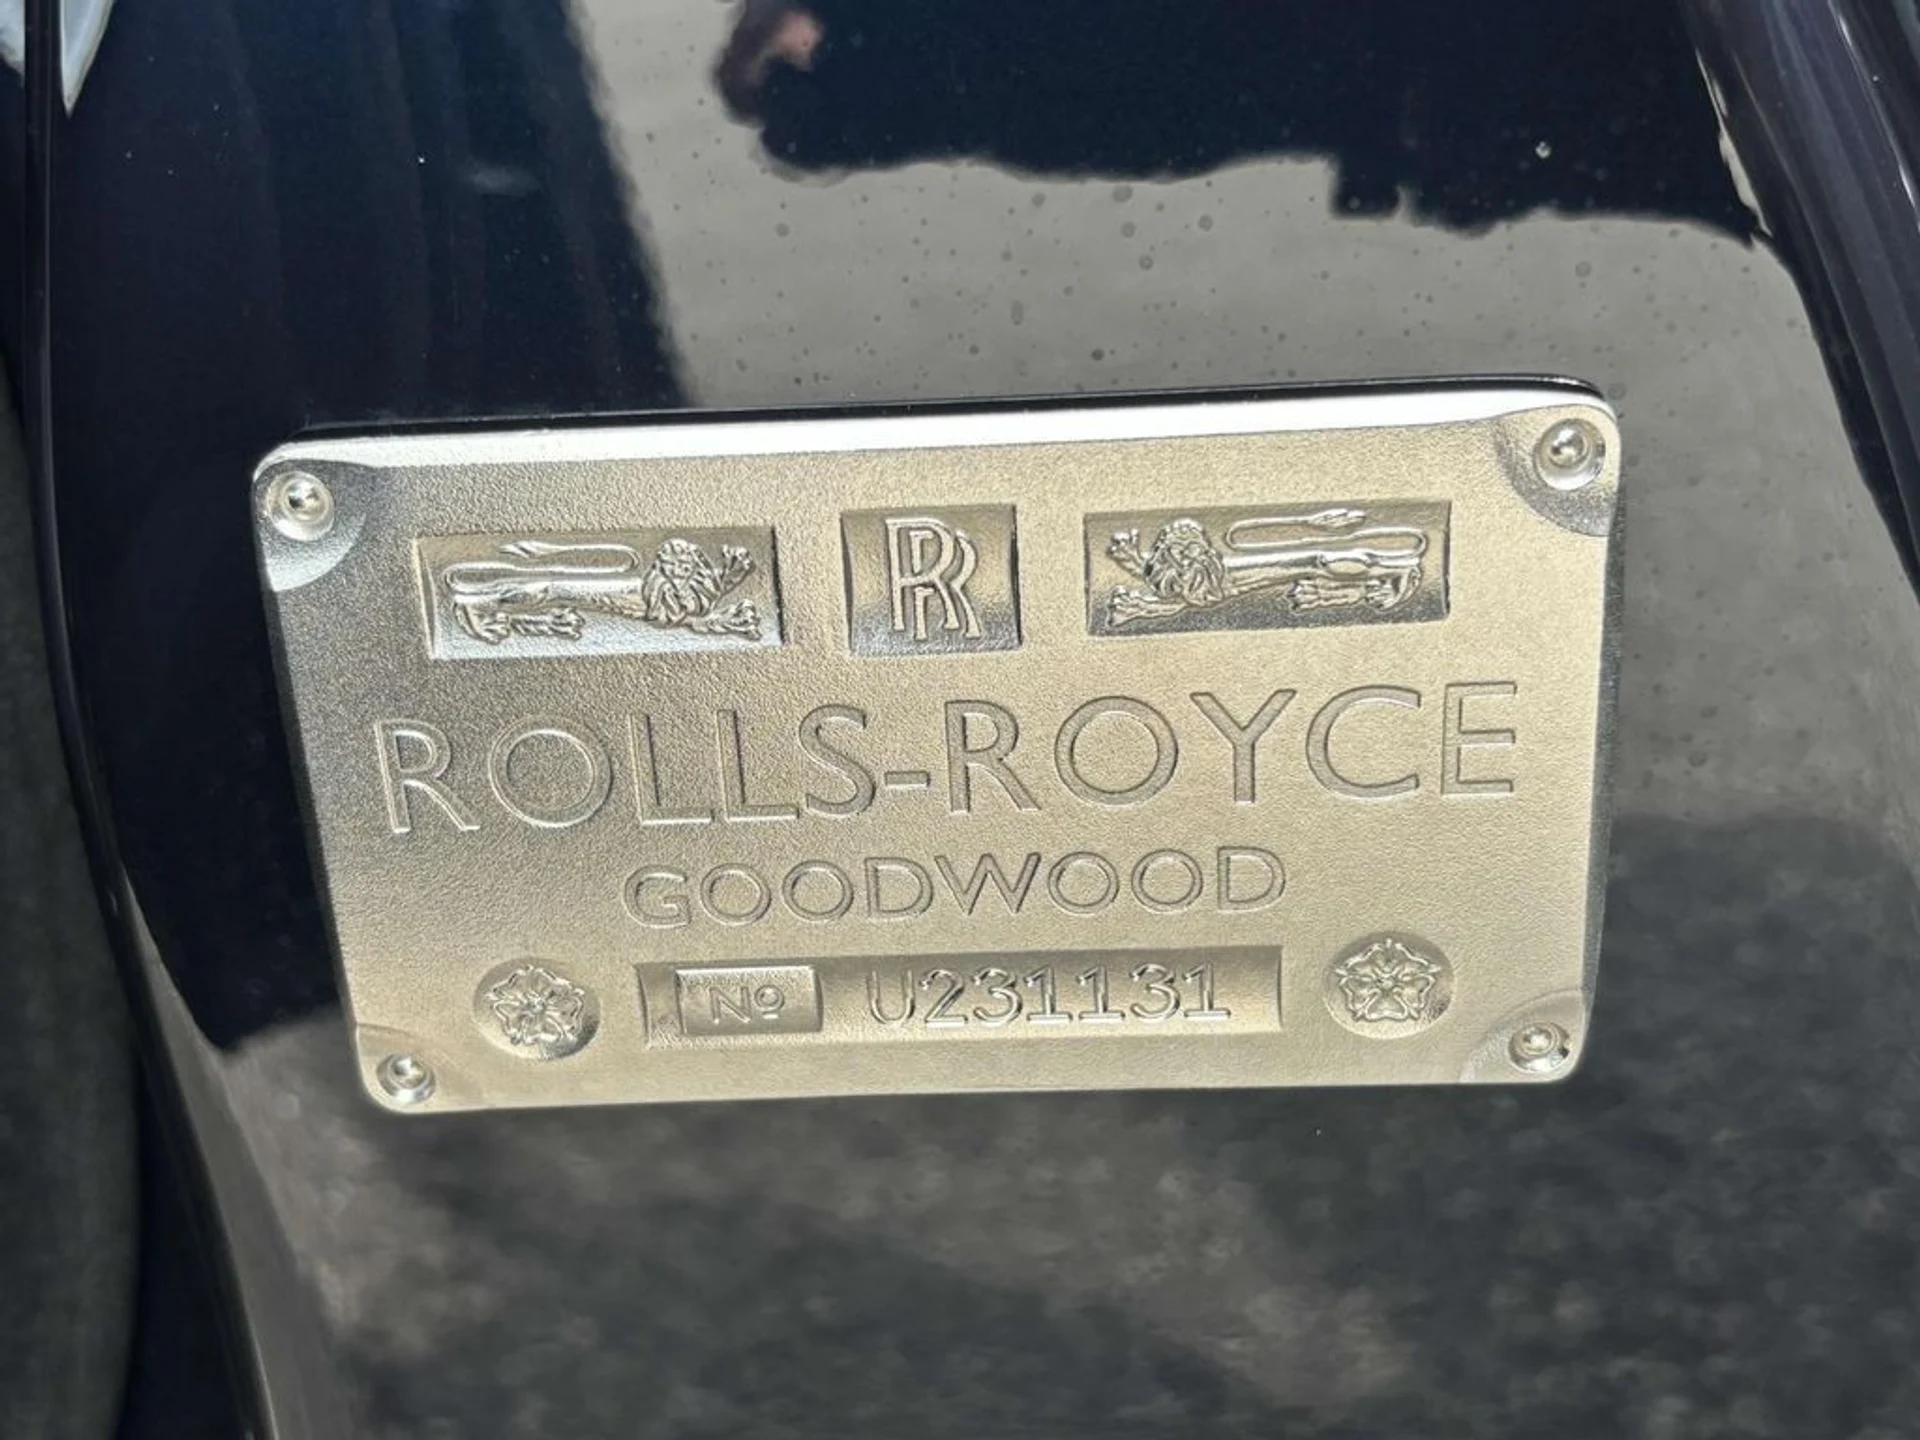 RR
ROLLS-ROYCE
GOODWOOD
Nº U231131